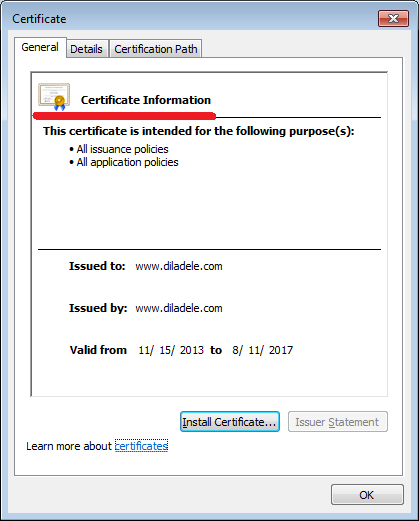 Certificate
General Details Certification Path
Certificate Information
This certificate is intended for the following purpose(s):
• All issuance policies
• All application policies
Issued to: www.diladele.com
Issued by: www.diladele.com
Valid from 11/ 15/ 2013 to 8/ 11/ 2017
Install Certificate... Issuer Statement
Learn more about certificates
OK